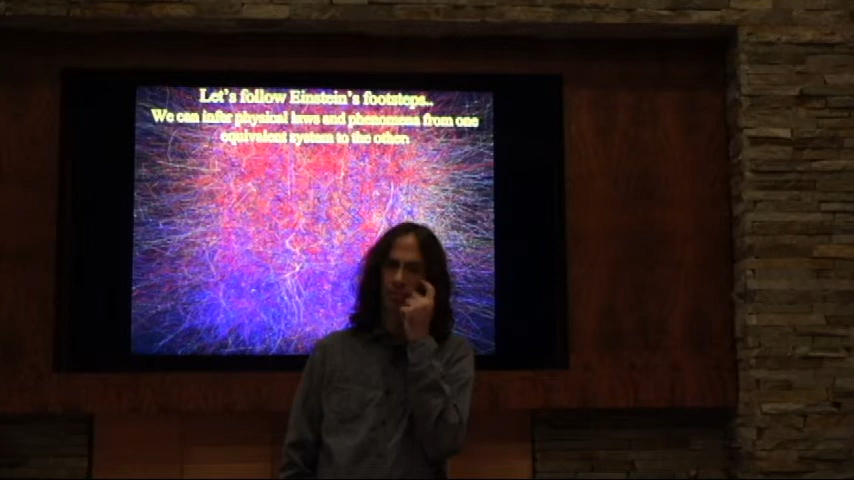 Let's follow Einstein's footsteps..
We can infer physical laws and phenomena from one
equivalent system to the other.